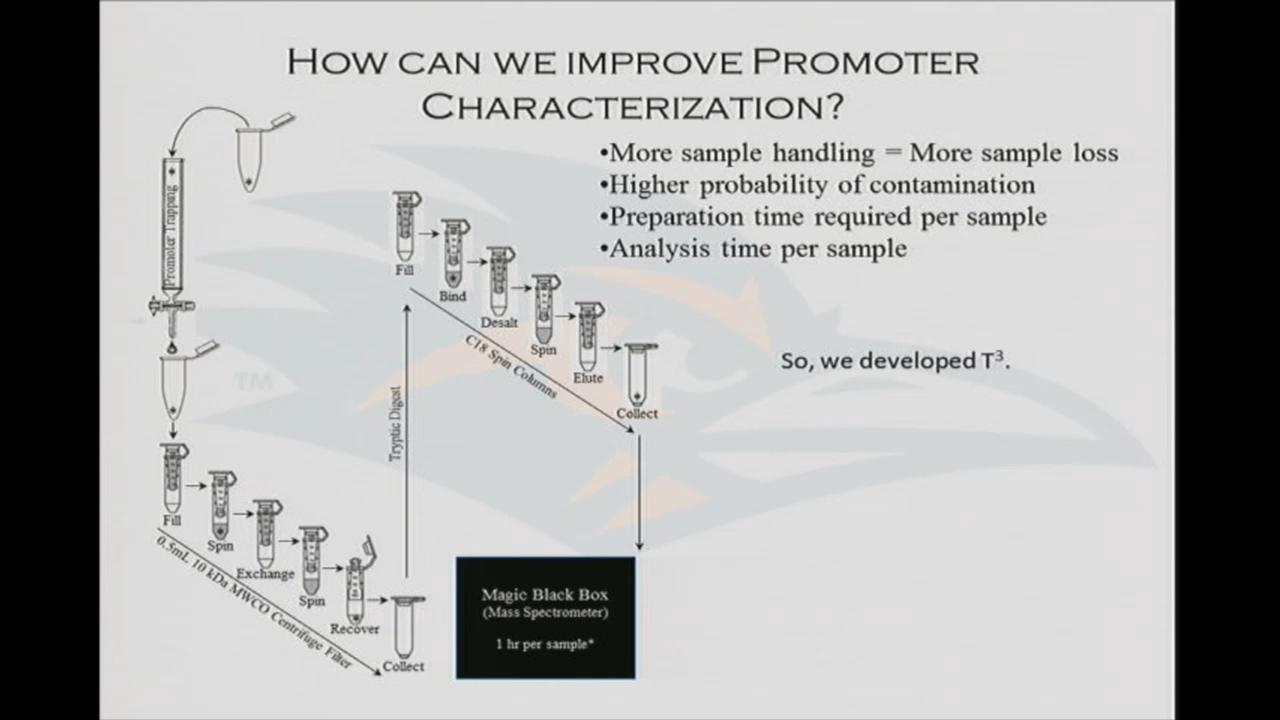 HOW CAN WE IMPROVE PROMOTER
CHARACTERIZATION?
•More sample handling = More sample loss
•Higher probability of contamination
•Preparation time required per sample
•Analysis time per sample
So, we developed T³.
Promoter Trapping
Fill
Spin
Exchange
Spin
Recover
Collect
0.5mL 10 kDa MWCO Centrifuge Filter
Tryptic Digest
Fill
Bind
Desalt
Spin
Elute
Collect
C18 Spin Columns
Magic Black Box
(Mass Spectrometer)
1 hr per sample*
TM